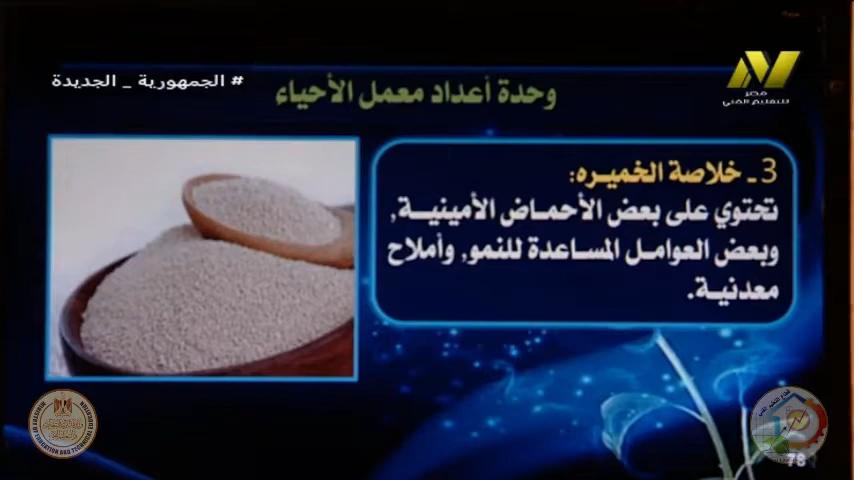 # الجمهورية _ الجديدة
مصر
للتعليم الفني
وحدة أعداد معمل الأحياء
3 ـ خلاصة الخميره:
تحتوي على بعض الأحماض الأمينية,
وبعض العوامل المساعدة للنمو, وأملاح
معدنية.
78